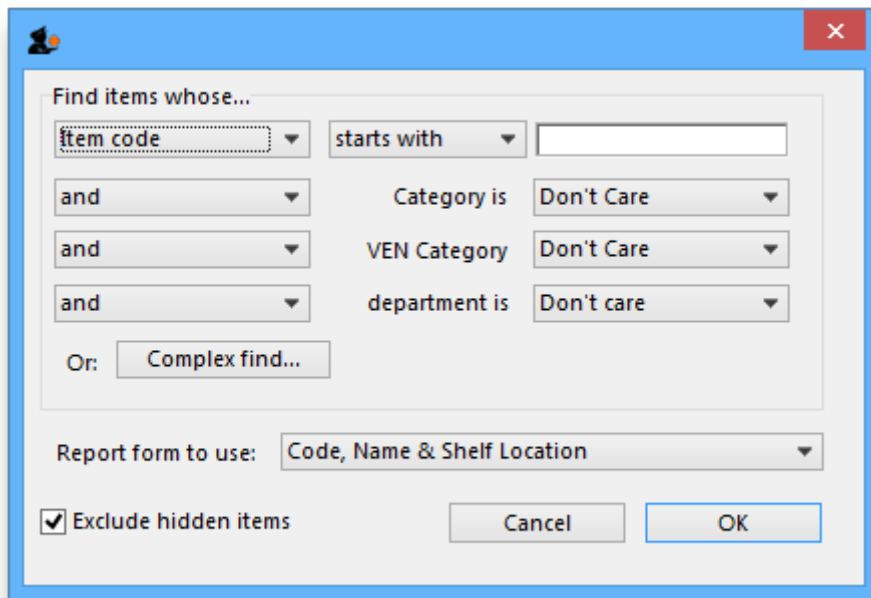 Find items whose...
Item code starts with
and Category is Don't Care
and VEN Category Don't Care
and department is Don't care
Or: Complex find...
Report form to use: Code, Name & Shelf Location
Exclude hidden items Cancel OK